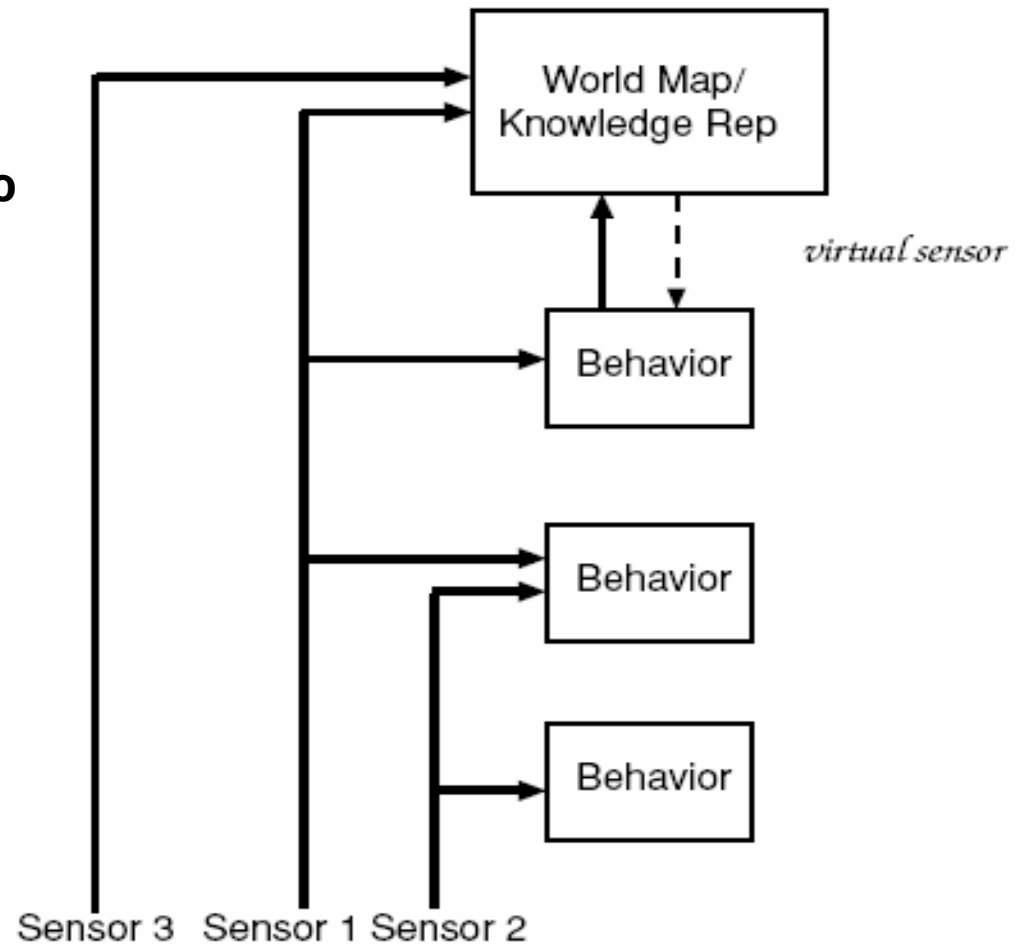 World Map/
Knowledge Rep
o
virtual sensor
Behavior
Behavior
Behavior
Sensor 3 Sensor 1 Sensor 2